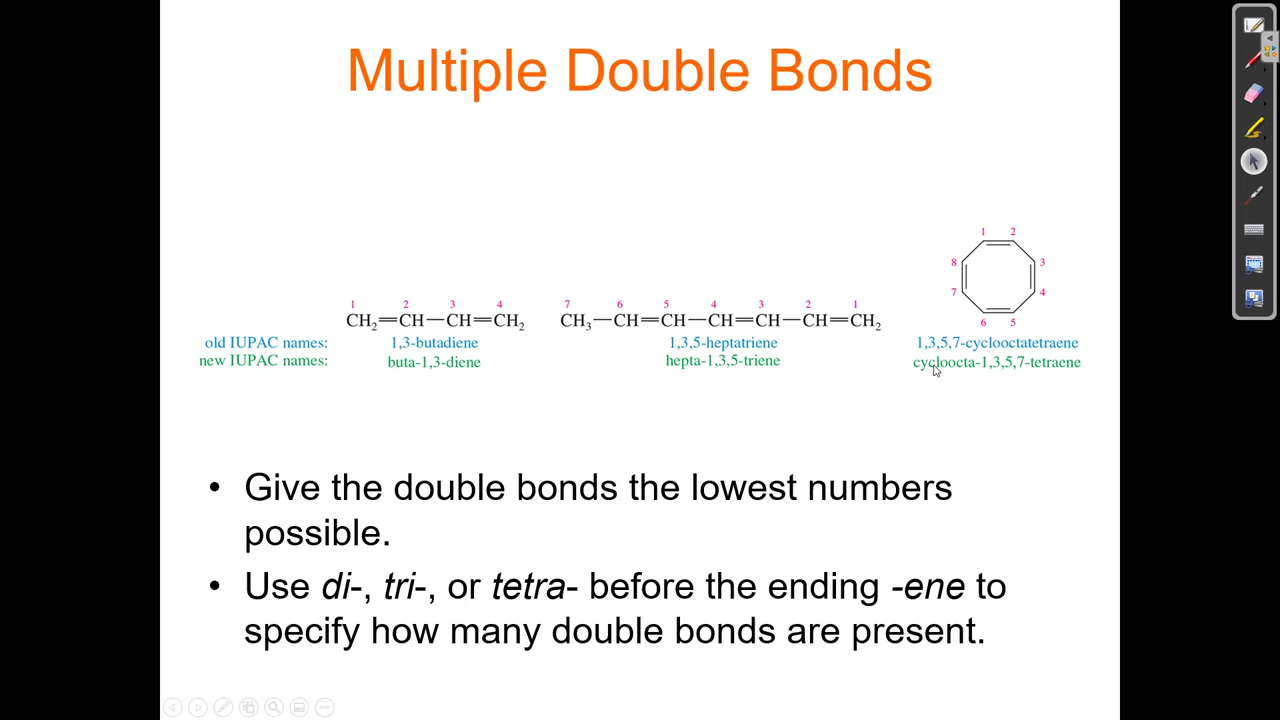 Multiple Double Bonds
1 2
8 3
7 4
6 5
1 2 3 4
CH2=CH—CH=CH2
7 6 5 4 3 2 1
CH3—CH=CH—CH=CH—CH=CH2
old IUPAC names: 1,3-butadiene 1,3,5-heptatriene 1,3,5,7-cyclooctatetraene
new IUPAC names: buta-1,3-diene hepta-1,3,5-triene cycloocta-1,3,5,7-tetraene
• Give the double bonds the lowest numbers
possible.
• Use di-, tri-, or tetra- before the ending -ene to
specify how many double bonds are present.